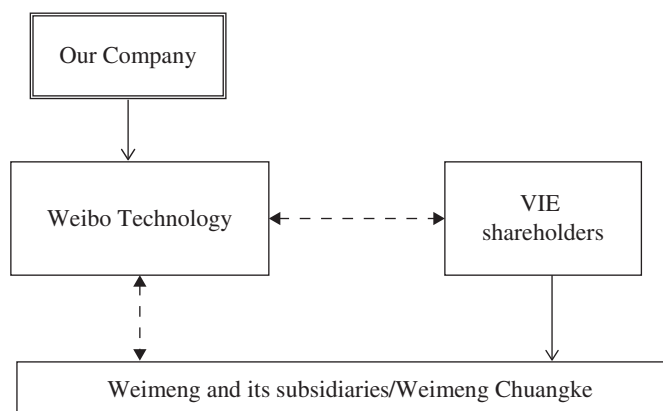 Our Company
Weibo Technology
VIE
shareholders
Weimeng and its subsidiaries/Weimeng Chuangke